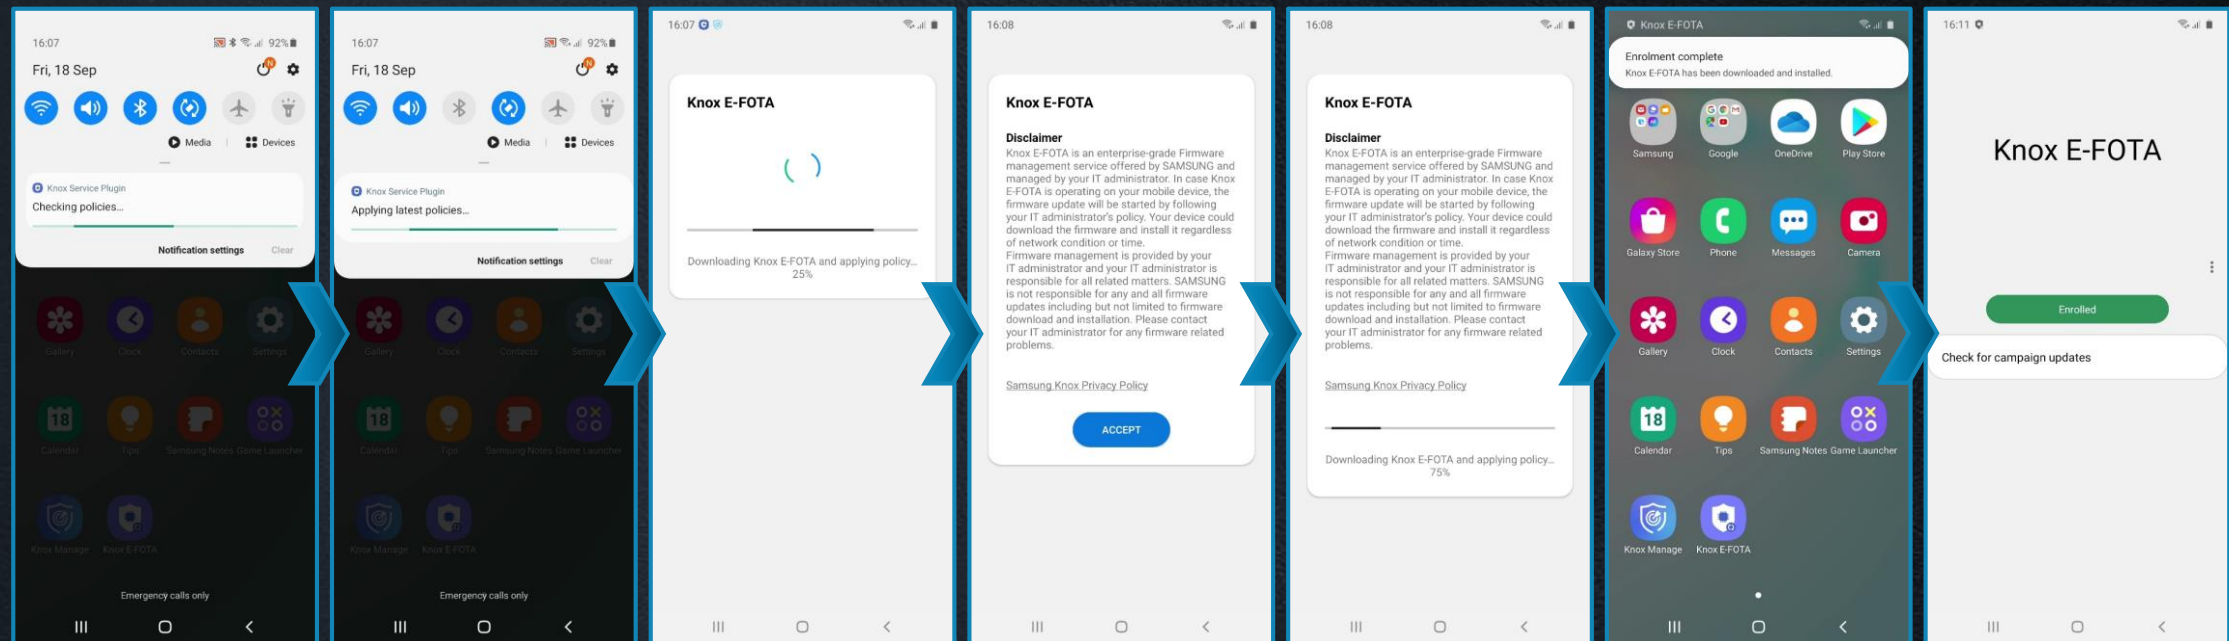 16:07
92%
Fri, 18 Sep
N
Media
Devices
Knox Service Plugin
Checking policies...
Notification settings
Clear
Gallery
Clock
Contacts
Settings
18
Calendar
Tips
Samsung Notes
Game Launcher
Knox Manage
Knox E-FOTA
Emergency calls only
16:07
92%
Fri, 18 Sep
N
Media
Devices
Knox Service Plugin
Applying latest policies...
Notification settings
Clear
Gallery
Clock
Contacts
Settings
18
Calendar
Tips
Samsung Notes
Game Launcher
Knox Manage
Knox E-FOTA
Emergency calls only
16:07
Knox E-FOTA
Downloading Knox E-FOTA and applying policy...
25%
16:08
Knox E-FOTA
Disclaimer
Knox E-FOTA is an enterprise-grade Firmware
management service offered by SAMSUNG and
managed by your IT administrator. In case Knox
E-FOTA is operating on your mobile device, the
firmware update will be started by following
your IT administrator's policy. Your device could
download the firmware and install it regardless
of network condition or time.
Firmware management is provided by your
IT administrator and your IT administrator is
responsible for all related matters. SAMSUNG
is not responsible for any and all firmware
updates including but not limited to firmware
download and installation. Please contact
your IT administrator for any firmware related
problems.
Samsung Knox Privacy Policy
ACCEPT
16:08
Knox E-FOTA
Disclaimer
Knox E-FOTA is an enterprise-grade Firmware
management service offered by SAMSUNG and
managed by your IT administrator. In case Knox
E-FOTA is operating on your mobile device, the
firmware update will be started by following
your IT administrator's policy. Your device could
download the firmware and install it regardless
of network condition or time.
Firmware management is provided by your
IT administrator and your IT administrator is
responsible for all related matters. SAMSUNG
is not responsible for any and all firmware
updates including but not limited to firmware
download and installation. Please contact
your IT administrator for any firmware related
problems.
Samsung Knox Privacy Policy
Downloading Knox E-FOTA and applying policy...
75%
Knox E-FOTA
Enrolment complete
Knox E-FOTA has been downloaded and installed.
Samsung
Google
OneDrive
Play Store
Galaxy Store
Phone
Messages
Camera
Gallery
Clock
Contacts
Settings
18
Calendar
Tips
Samsung Notes
Game Launcher
Knox Manage
Knox E-FOTA
16:11
Knox E-FOTA
Enrolled
Check for campaign updates